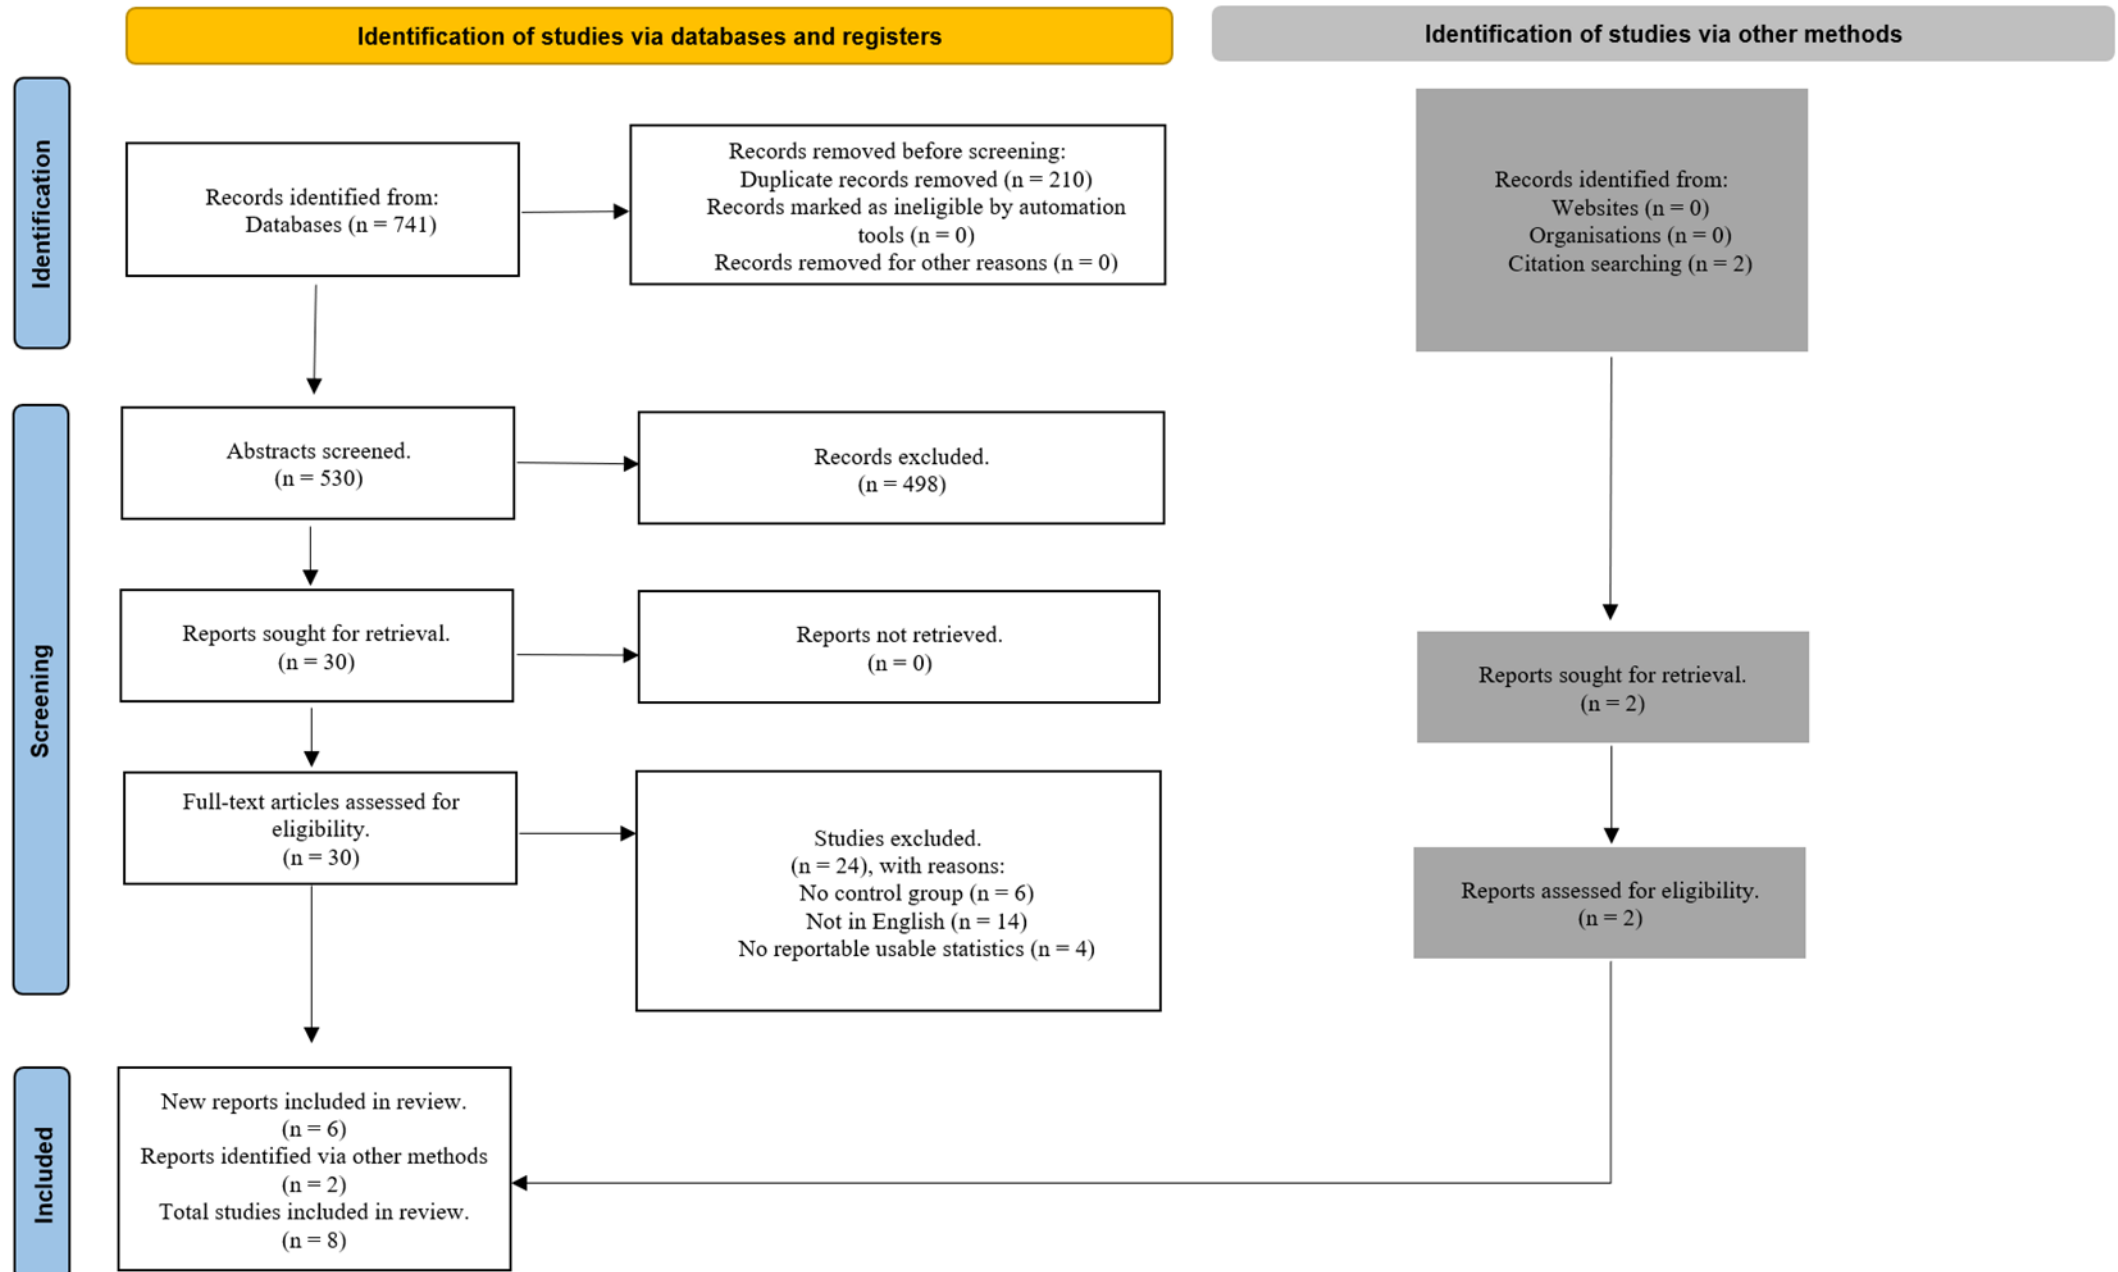 Identification of studies via databases and registers
Identification of studies via other methods
Identification
Records identified from:
Databases (n = 741)
Records removed before screening:
Duplicate records removed (n = 210)
Records marked as ineligible by automation
tools (n = 0)
Records removed for other reasons (n = 0)
Records identified from:
Websites (n = 0)
Organisations (n = 0)
Citation searching (n = 2)
Screening
Abstracts screened.
(n = 530)
Records excluded.
(n = 498)
Reports sought for retrieval.
(n = 30)
Reports not retrieved.
(n = 0)
Reports sought for retrieval.
(n = 2)
Full-text articles assessed for
eligibility.
(n = 30)
Studies excluded.
(n = 24), with reasons:
No control group (n = 6)
Not in English (n = 14)
No reportable usable statistics (n = 4)
Reports assessed for eligibility.
(n = 2)
Included
New reports included in review.
(n = 6)
Reports identified via other methods
(n = 2)
Total studies included in review.
(n = 8)